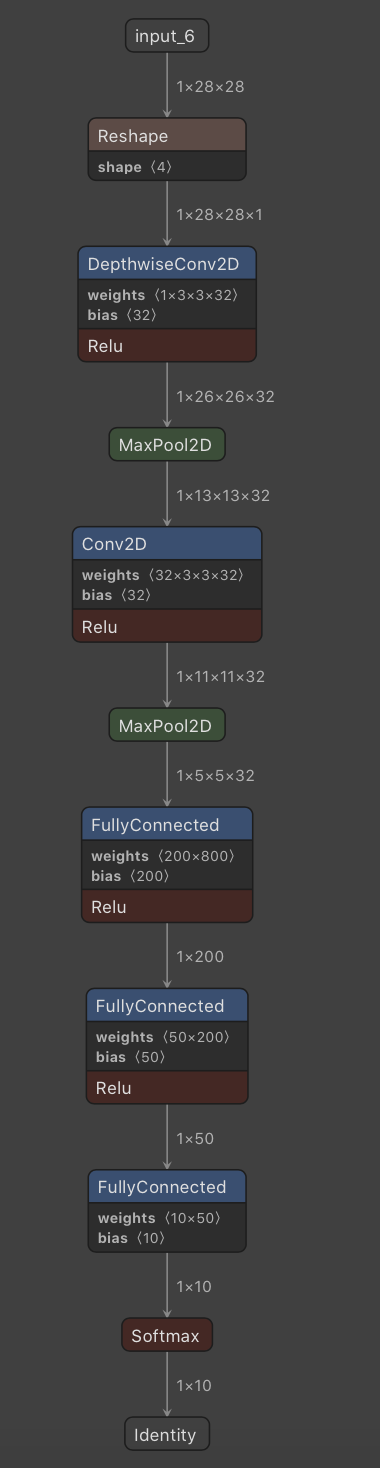 input_6
1×28×28
Reshape
shape ⟨4⟩
1×28×28×1
DepthwiseConv2D
weights ⟨1×3×3×32⟩
bias ⟨32⟩
Relu
1×26×26×32
MaxPool2D
1×13×13×32
Conv2D
weights ⟨32×3×3×32⟩
bias ⟨32⟩
Relu
1×11×11×32
MaxPool2D
1×5×5×32
FullyConnected
weights ⟨200×800⟩
bias ⟨200⟩
Relu
1×200
FullyConnected
weights ⟨50×200⟩
bias ⟨50⟩
Relu
1×50
FullyConnected
weights ⟨10×50⟩
bias ⟨10⟩
1×10
Softmax
1×10
Identity